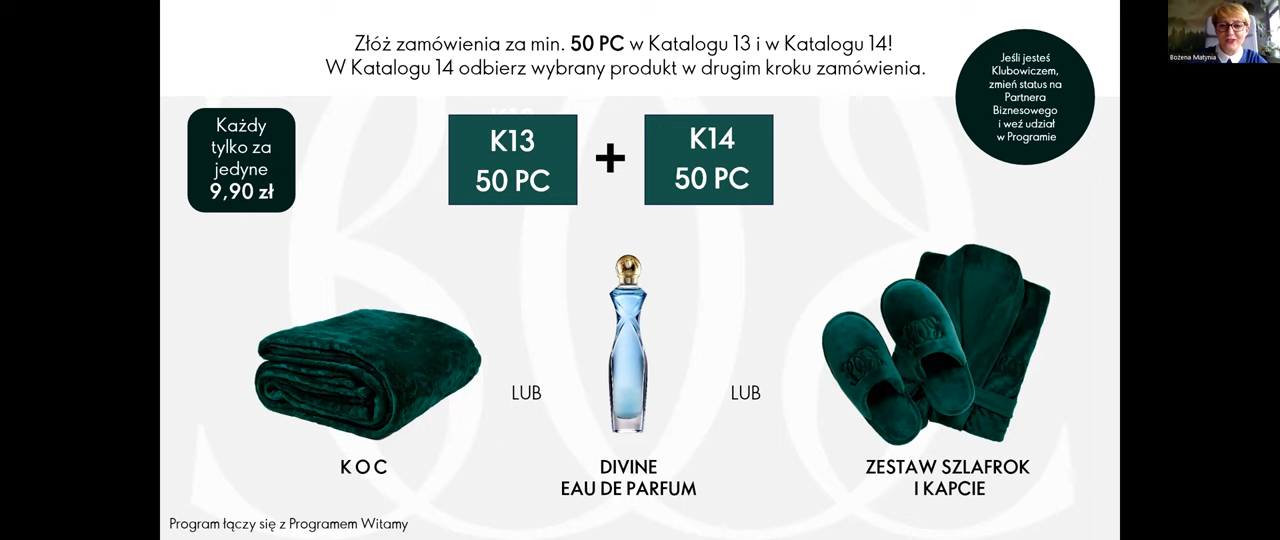 Złóż zamówienia za min. 50 PC w Katalogu 13 i w Katalogu 14!
W Katalogu 14 odbierz wybrany produkt w drugim kroku zamówienia.
Jeśli jesteś
Klubowiczem,
zmień status na
Partnera
Biznesowego
i weź udział
w Programie
Bożena Matynia
Każdy
tylko za
jedyne
9,90 zł
K13
50 PC
+
K14
50 PC
LUB
LUB
KOC
DIVINE
EAU DE PARFUM
ZESTAW SZLAFROK
I KAPCIE
Program łączy się z Programem Witamy